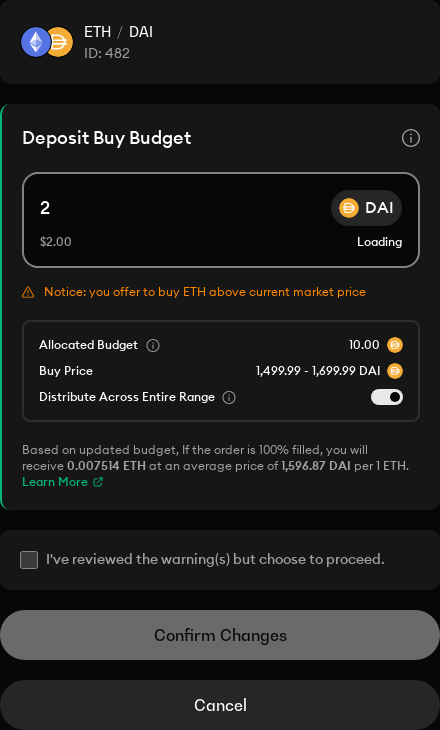 ETH / DAI
ID: 482
Deposit Buy Budget
2
DAI
$2.00
Loading
Notice: you offer to buy ETH above current market price
Allocated Budget
10.00
Buy Price
1,499.99 - 1,699.99 DAI
Distribute Across Entire Range
Based on updated budget, If the order is 100% filled, you will
receive 0.007514 ETH at an average price of 1,596.87 DAI per 1 ETH.
Learn More
I've reviewed the warning(s) but choose to proceed.
Confirm Changes
Cancel